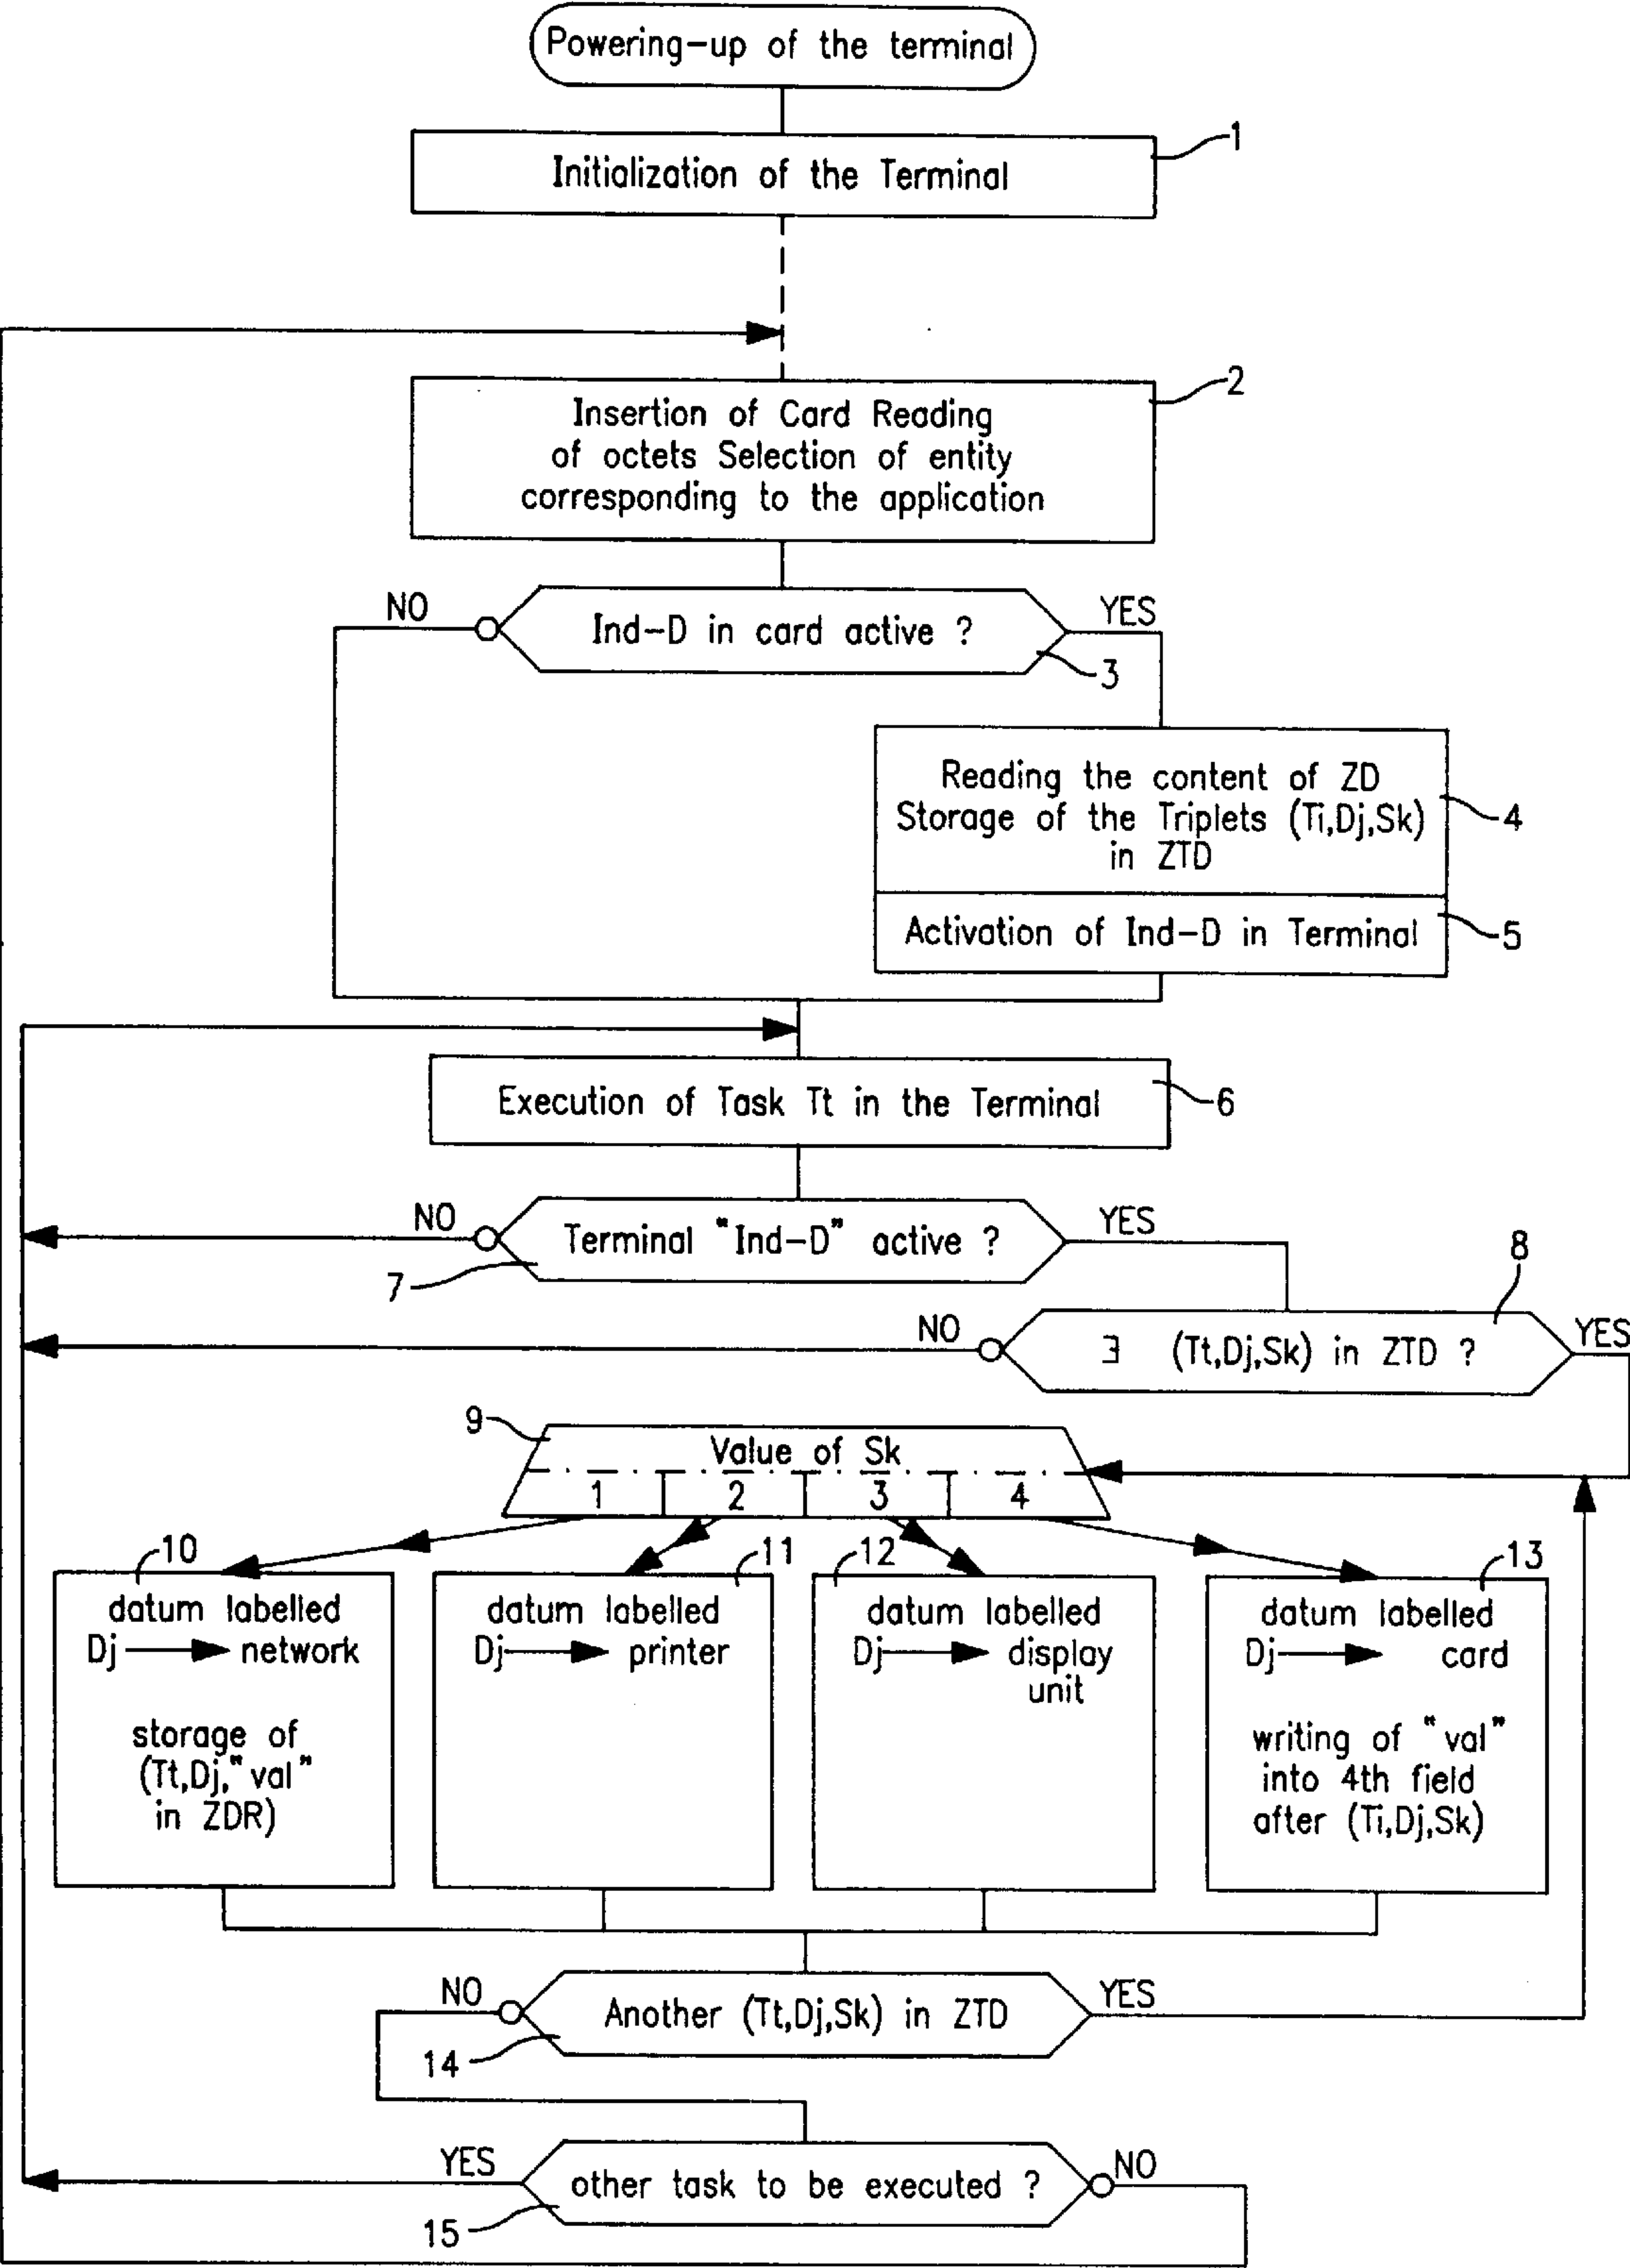 Powering-up of the terminal
1
Initialization of the Terminal
2
Insertion of Card Reading
of octets Selection of entity
corresponding to the application
NO
YES
Ind-D in card active ?
3
Reading the content of ZD
Storage of the Triplets (Ti,Dj,Sk)
in ZTD
4
Activation of Ind-D in Terminal
5
Execution of Task Tt in the Terminal
6
NO
Terminal "Ind-D" active ?
YES
7
8
NO
∃ (Tt,Dj,Sk) in ZTD ?
YES
9
Value of Sk
1 2 3 4
10
datum labelled
Dj → network
storage of
(Tt,Dj,"val"
in ZDR)
11
datum labelled
Dj → printer
12
datum labelled
Dj → display
unit
13
datum labelled
Dj → card
writing of "val"
into 4th field
after (Ti,Dj,Sk)
NO
Another (Tt,Dj,Sk) in ZTD
YES
14
YES
other task to be executed ?
NO
15